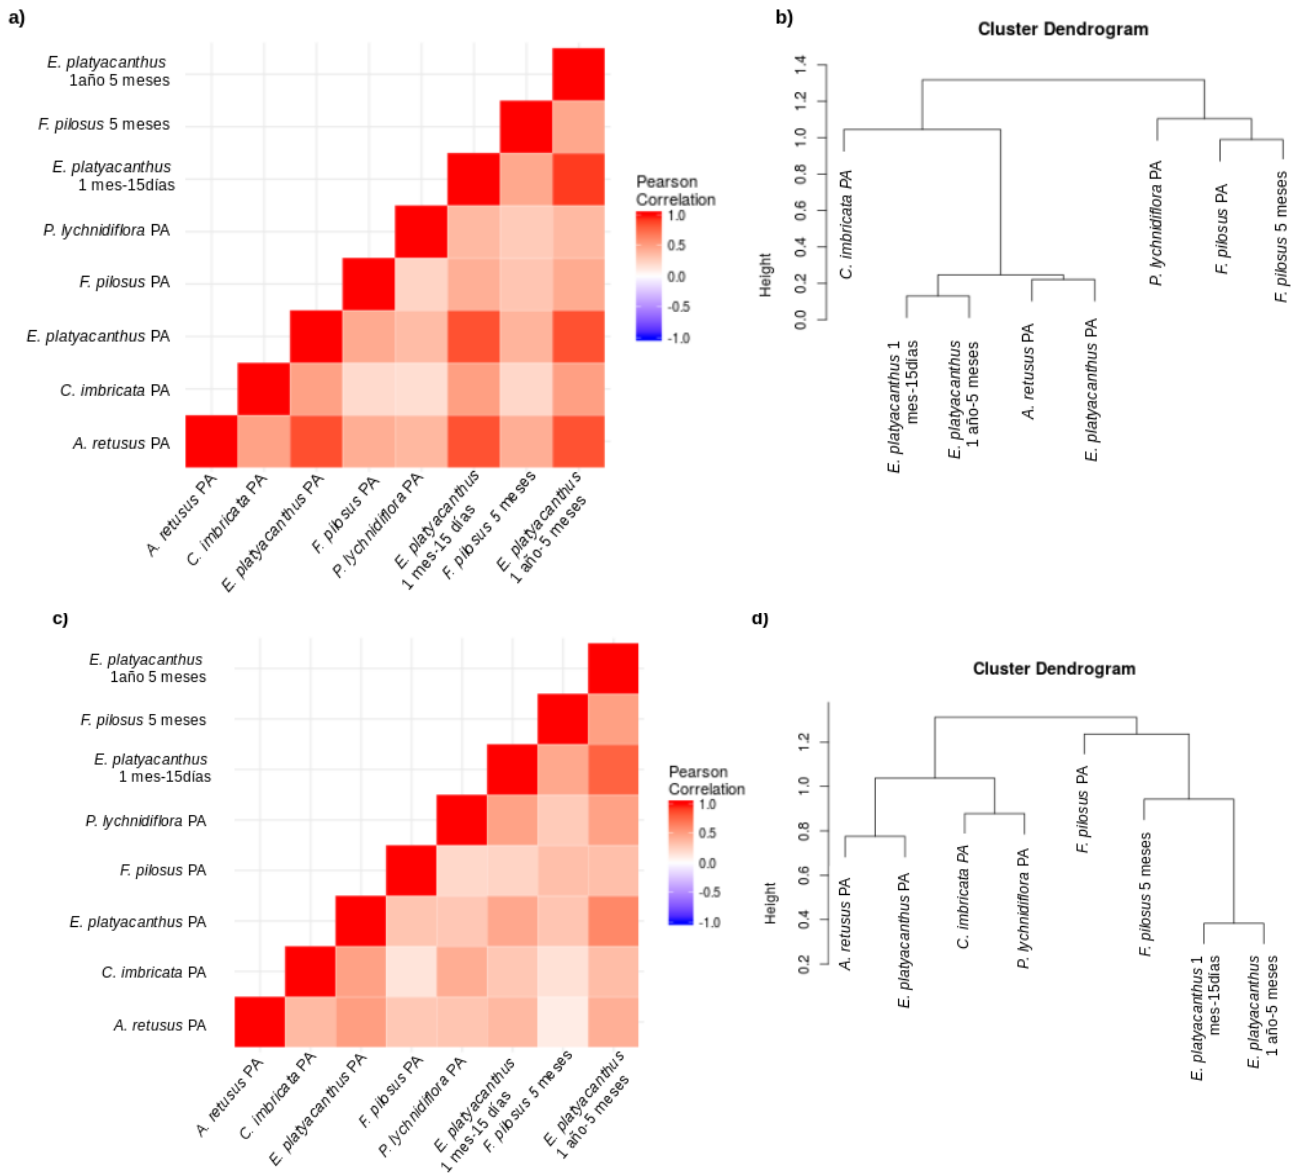 a)
E. platyacanthus
1año 5 meses
F. pilosus 5 meses
E. platyacanthus
1 mes-15días
P. lychnidiflora PA
F. pilosus PA
E. platyacanthus PA
C. imbricata PA
A. retusus PA
A. retusus PA
C. imbricata PA
E. platyacanthus PA
F. pilosus PA
P. lychnidiflora PA
E. platyacanthus
1 mes-15 días
F. pilosus 5 meses
E. platyacanthus
1 año-5 meses
Pearson
Correlation
1.0
0.5
0.0
-0.5
-1.0
b)
Cluster Dendrogram
Height
1.4
1.2
1.0
0.8
0.6
0.4
0.2
0.0
C. imbricata PA
E. platyacanthus 1
mes-15días
E. platyacanthus
1 año-5 meses
A. retusus PA
E. platyacanthus PA
P. lychnidiflora PA
F. pilosus PA
F. pilosus 5 meses
c)
E. platyacanthus
1año 5 meses
F. pilosus 5 meses
E. platyacanthus
1 mes-15días
P. lychnidiflora PA
F. pilosus PA
E. platyacanthus PA
C. imbricata PA
A. retusus PA
A. retusus PA
C. imbricata PA
E. platyacanthus PA
F. pilosus PA
P. lychnidiflora PA
E. platyacanthus
1 mes-15 días
F. pilosus 5 meses
E. platyacanthus
1 año-5 meses
Pearson
Correlation
1.0
0.5
0.0
-0.5
-1.0
d)
Cluster Dendrogram
Height
1.2
1.0
0.8
0.6
0.4
0.2
A. retusus PA
E. platyacanthus PA
C. imbricata PA
P. lychnidiflora PA
F. pilosus PA
F. pilosus 5 meses
E. platyacanthus 1
mes-15días
E. platyacanthus
1 año-5 meses